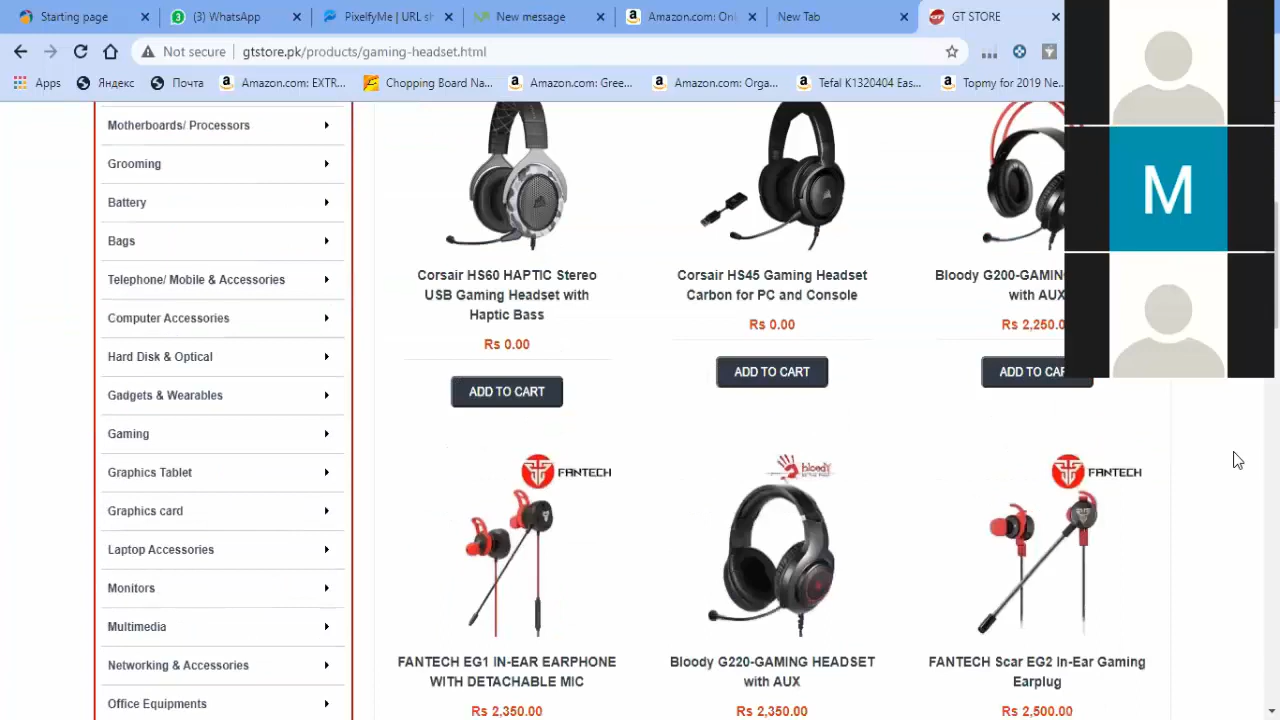 Starting page
(3) WhatsApp
PixelfyMe | URL sh
New message
Amazon.com: Onl
New Tab
GT STORE
Not secure
gtstore.pk/products/gaming-headset.html
Apps
Яндекс
Почта
Amazon.com: EXTR...
Chopping Board Na...
Amazon.com: Gree...
Amazon.com: Orga...
Tefal K1320404 Eas...
Topmy for 2019 Ne...
Motherboards/ Processors
Grooming
Battery
Bags
Telephone/ Mobile & Accessories
Computer Accessories
Hard Disk & Optical
Gadgets & Wearables
Gaming
Graphics Tablet
Graphics card
Laptop Accessories
Monitors
Multimedia
Networking & Accessories
Office Equipments
Corsair HS60 HAPTIC Stereo
USB Gaming Headset with
Haptic Bass
Rs 0.00
ADD TO CART
Corsair HS45 Gaming Headset
Carbon for PC and Console
Rs 0.00
ADD TO CART
Bloody G200-GAMIN
with AUX
Rs 2,250.0
ADD TO CAR
M
FANTECH
FANTECH EG1 IN-EAR EARPHONE
WITH DETACHABLE MIC
Rs 2,350.00
Bloody
Bloody G220-GAMING HEADSET
with AUX
Rs 2,350.00
FANTECH
FANTECH Scar EG2 In-Ear Gaming
Earplug
Rs 2,500.00